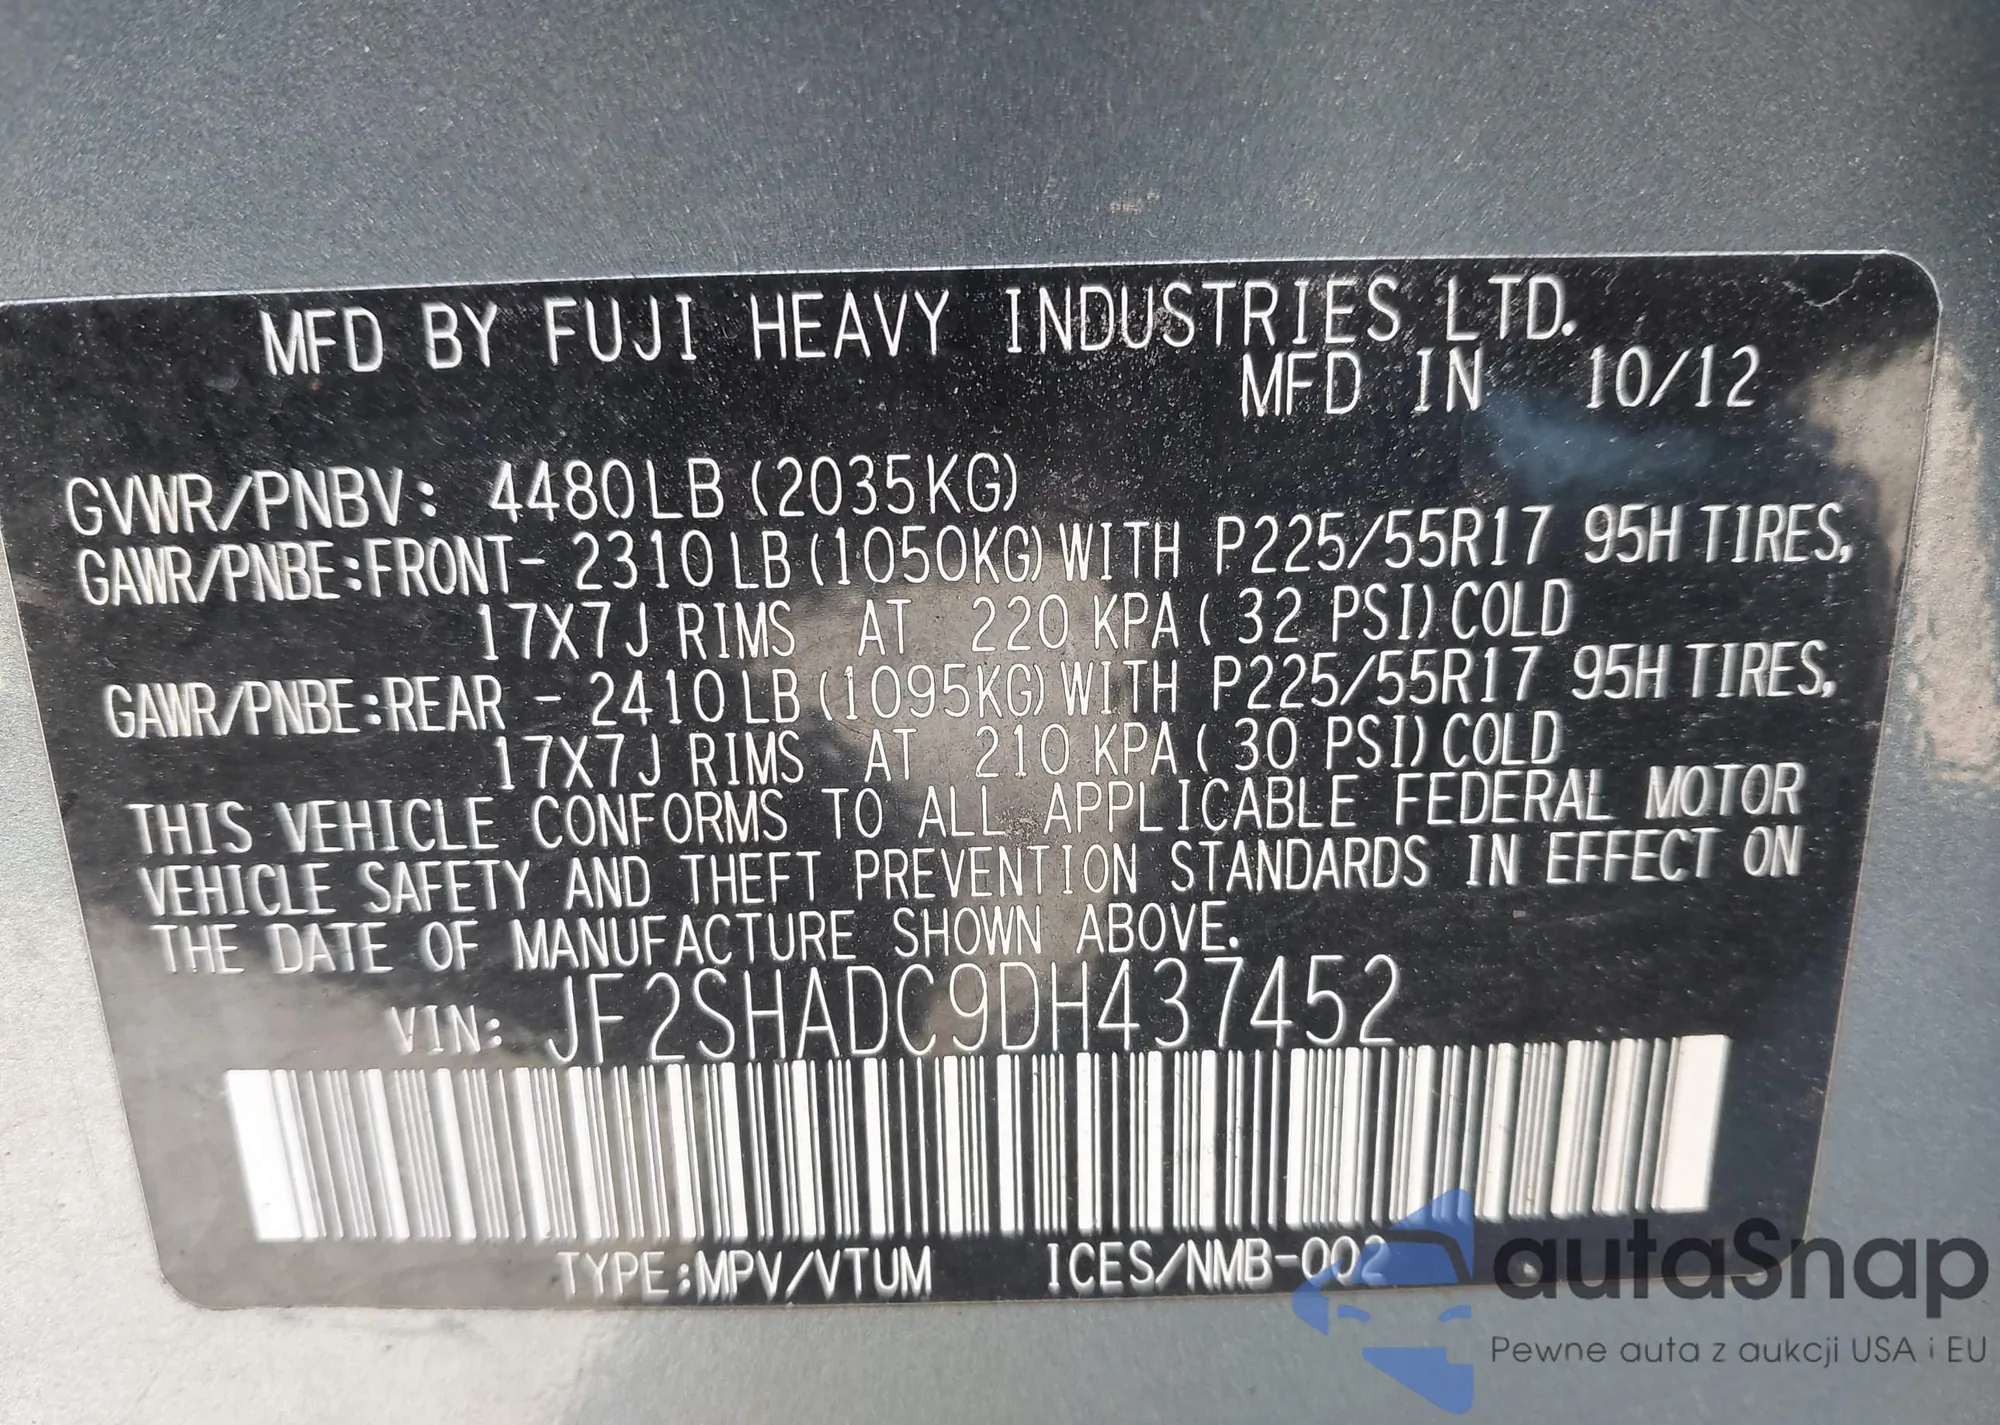 MFD BY FUJI HEAVY INDUSTRIES LTD.
MFD IN 10/12
GVWR/PNBV: 4480LB (2035KG)
GAWR/PNBE:FRONT- 2310LB (1050KG) WITH P225/55R17 95H TIRES,
17X7J RIMS AT 220 KPA ( 32 PSI) COLD
GAWR/PNBE:REAR - 2410LB (1095KG) WITH P225/55R17 95H TIRES,
17X7J RIMS AT 210 KPA ( 30 PSI) COLD
THIS VEHICLE CONFORMS TO ALL APPLICABLE FEDERAL MOTOR
VEHICLE SAFETY AND THEFT PREVENTION STANDARDS IN EFFECT ON
THE DATE OF MANUFACTURE SHOWN ABOVE.
VIN: JF2SHADC9DH437452
TYPE:MPV/VTUM ICES/NMB-002
autaSnap
Pewne auta z aukcji USA i EU